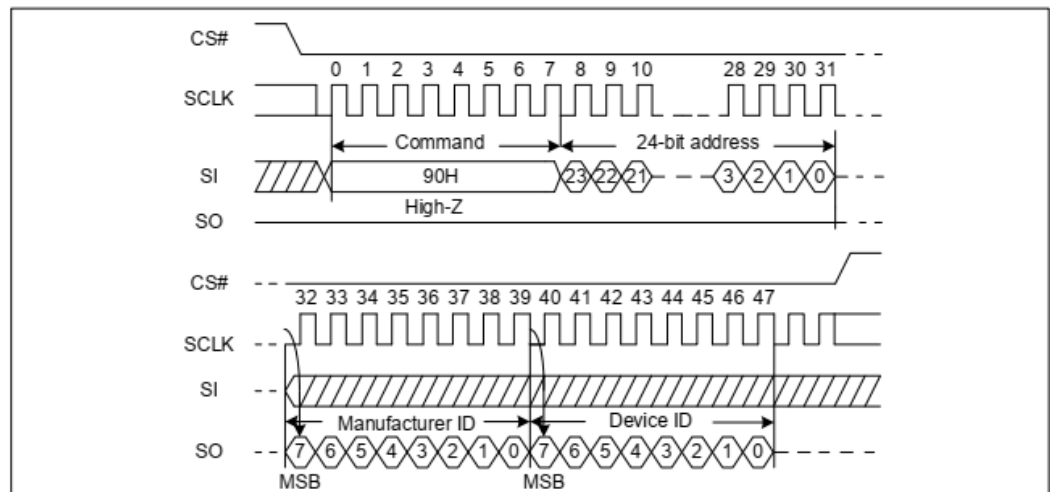 CS#
0 1 2 3 4 5 6 7 8 9 10 28 29 30 31
SCLK
Command 24-bit address
SI 90H 23 22 21 3 2 1 0
High-Z
SO
CS#
32 33 34 35 36 37 38 39 40 41 42 43 44 45 46 47
SCLK
SI
Manufacturer ID Device ID
SO 7 6 5 4 3 2 1 0 7 6 5 4 3 2 1 0
MSB MSB